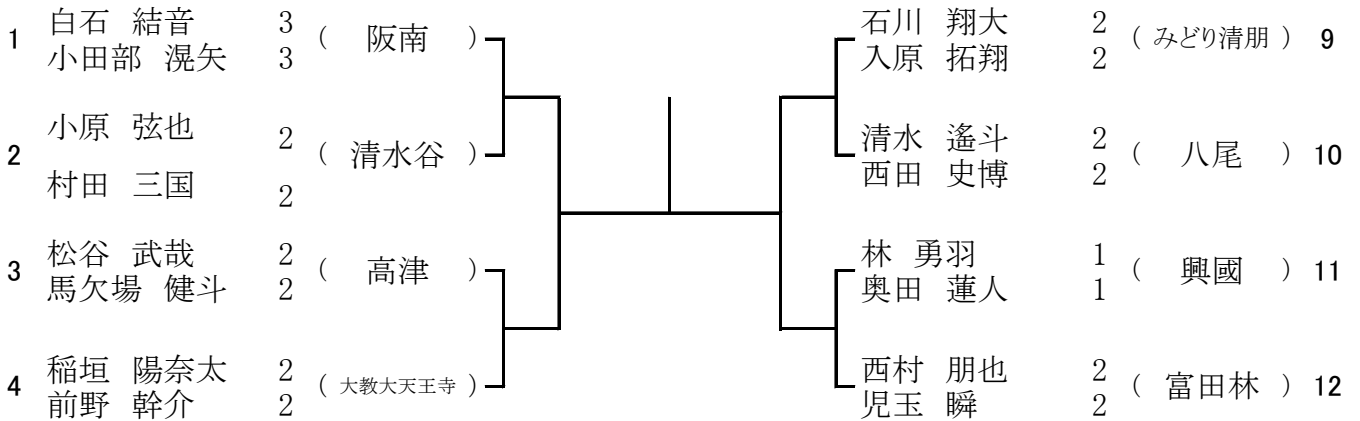 1 白石 結音 3 ( 阪南 )
小田部 滉矢 3
2 小原 弦也 2 ( 清水谷 )
村田 三国 2
3 松谷 武哉 2 ( 高津 )
馬欠場 健斗 2
4 稲垣 陽奈太 2 ( 大教大天王寺 )
前野 幹介 2
石川 翔大 2 ( みどり清朋 ) 9
入原 拓翔 2
清水 遙斗 2 ( 八尾 ) 10
西田 史博 2
林 勇羽 1 ( 興國 ) 11
奥田 蓮人 1
西村 朋也 2 ( 富田林 ) 12
児玉 瞬 2